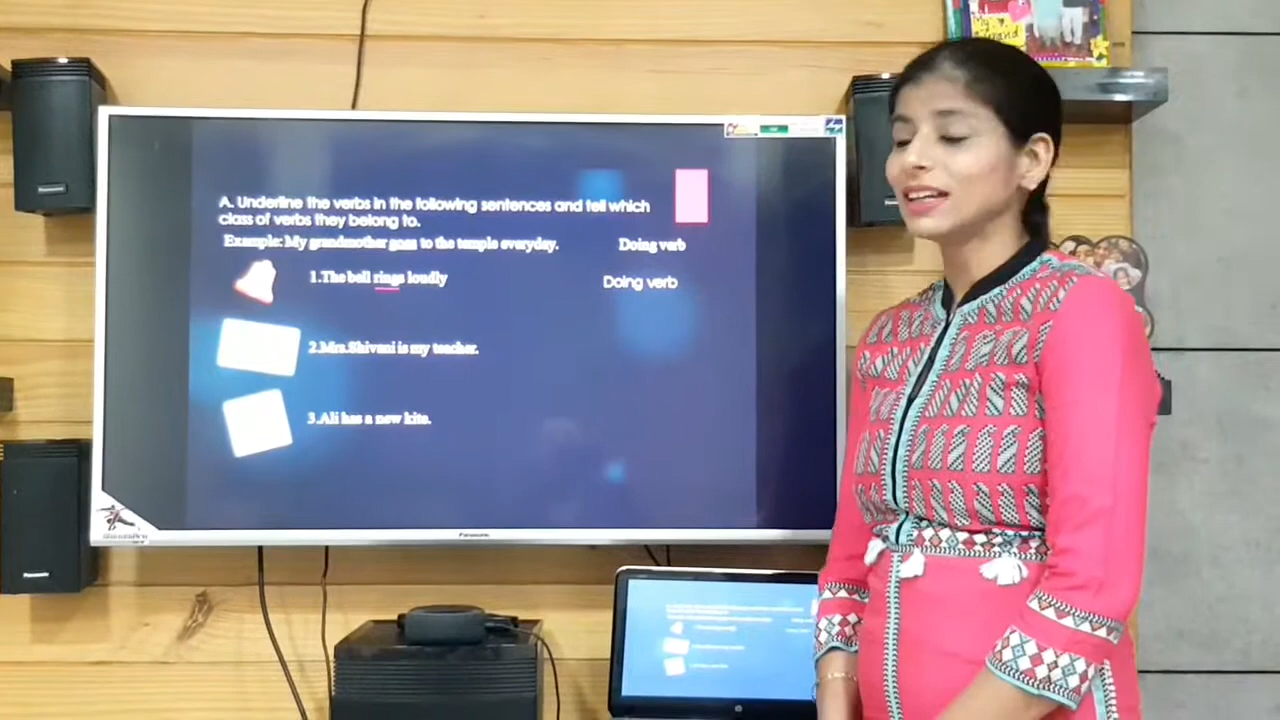 My
A. Underline the verbs in the following sentences and tell which
class of verbs they belong to.
Example: My grandmother goes to the temple everyday. Doing verb
1.The bell rings loudly Doing verb
2.Mrs.Shivani is my teacher.
3.Ali has a new kite.
Panasonic